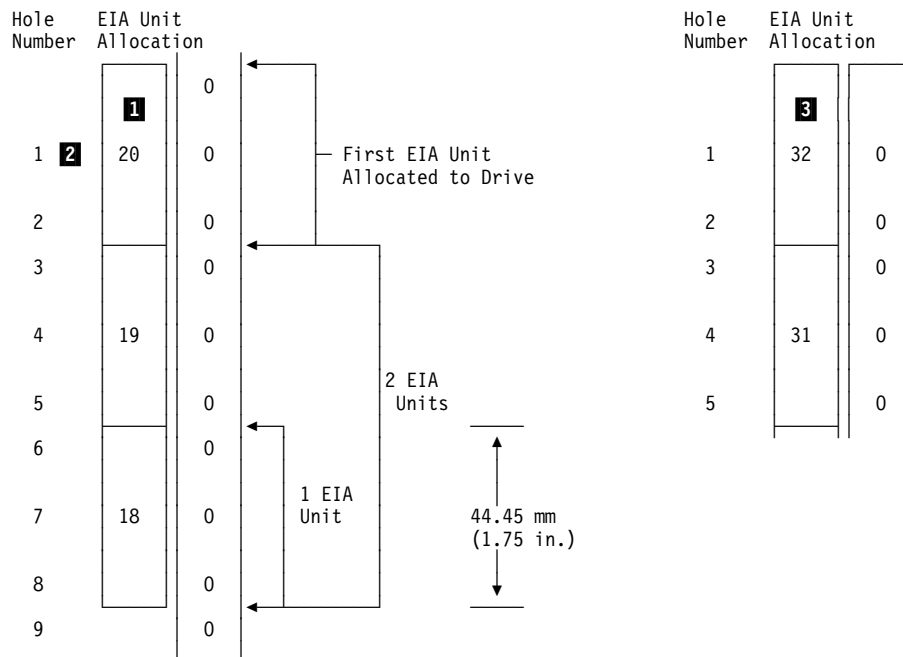 Hole EIA Unit Hole EIA Unit
Number Allocation Number Allocation
0
1 3
1 2 20 0 First EIA Unit 1 32 0
Allocated to Drive
2 0 2 0
3 0 3 0
4 19 0 4 31 0
2 EIA
5 0 Units 5 0
6 0
1 EIA
7 18 0 Unit 44.45 mm
(1.75 in.)
8 0
9 0